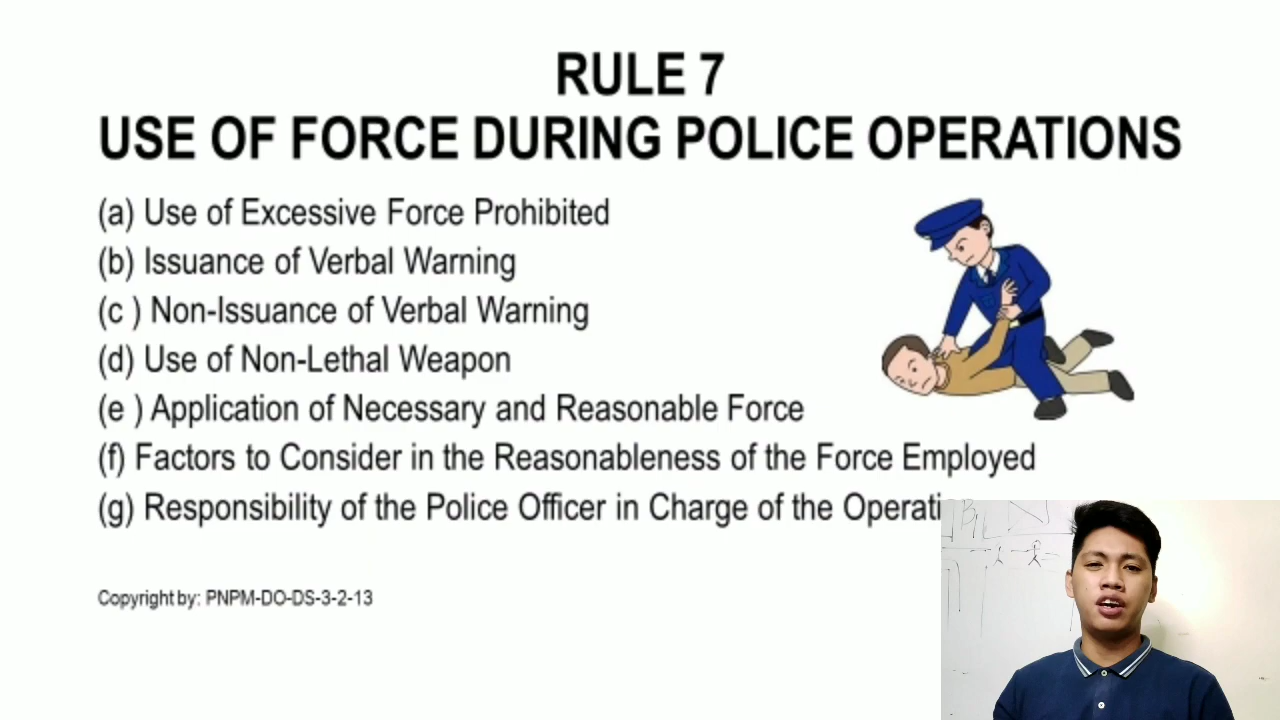 RULE 7
USE OF FORCE DURING POLICE OPERATIONS
(a) Use of Excessive Force Prohibited
(b) Issuance of Verbal Warning
(c ) Non-Issuance of Verbal Warning
(d) Use of Non-Lethal Weapon
(e ) Application of Necessary and Reasonable Force
(f) Factors to Consider in the Reasonableness of the Force Employed
(g) Responsibility of the Police Officer in Charge of the Operati
Copyright by: PNPM-DO-DS-3-2-13